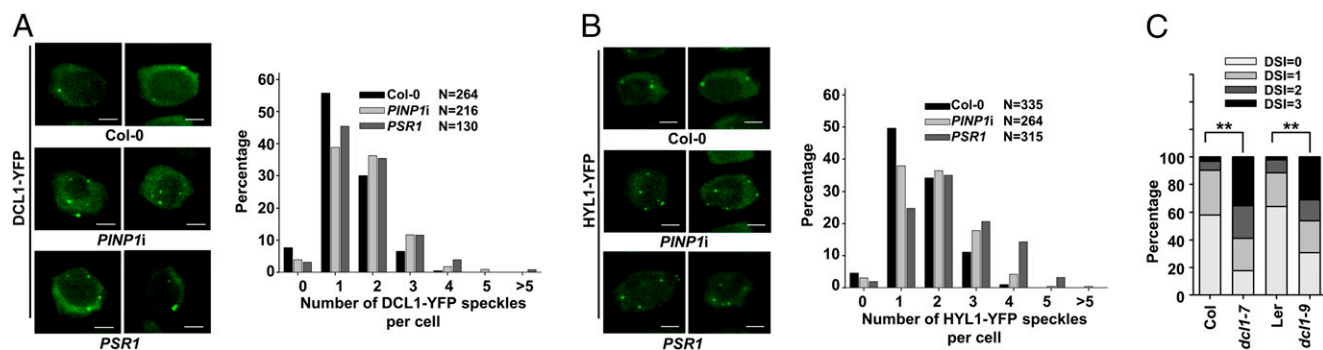 A
DCL1-YFP
Col-0
PINP1i
PSR1
Percentage
60
50
40
30
20
10
0
Col-0 N=264
PINP1i N=216
PSR1 N=130
0 1 2 3 4 5 >5
Number of DCL1-YFP speckles
per cell
B
HYL1-YFP
Col-0
PINP1i
PSR1
Percentage
60
50
40
30
20
10
0
Col-0 N=335
PINP1i N=264
PSR1 N=315
0 1 2 3 4 5 >5
Number of HYL1-YFP speckles
per cell
C
DSI=0
DSI=1
DSI=2
DSI=3
** **
Percentage
100
80
60
40
20
0
Col
dcl1-7
Ler
dcl1-9